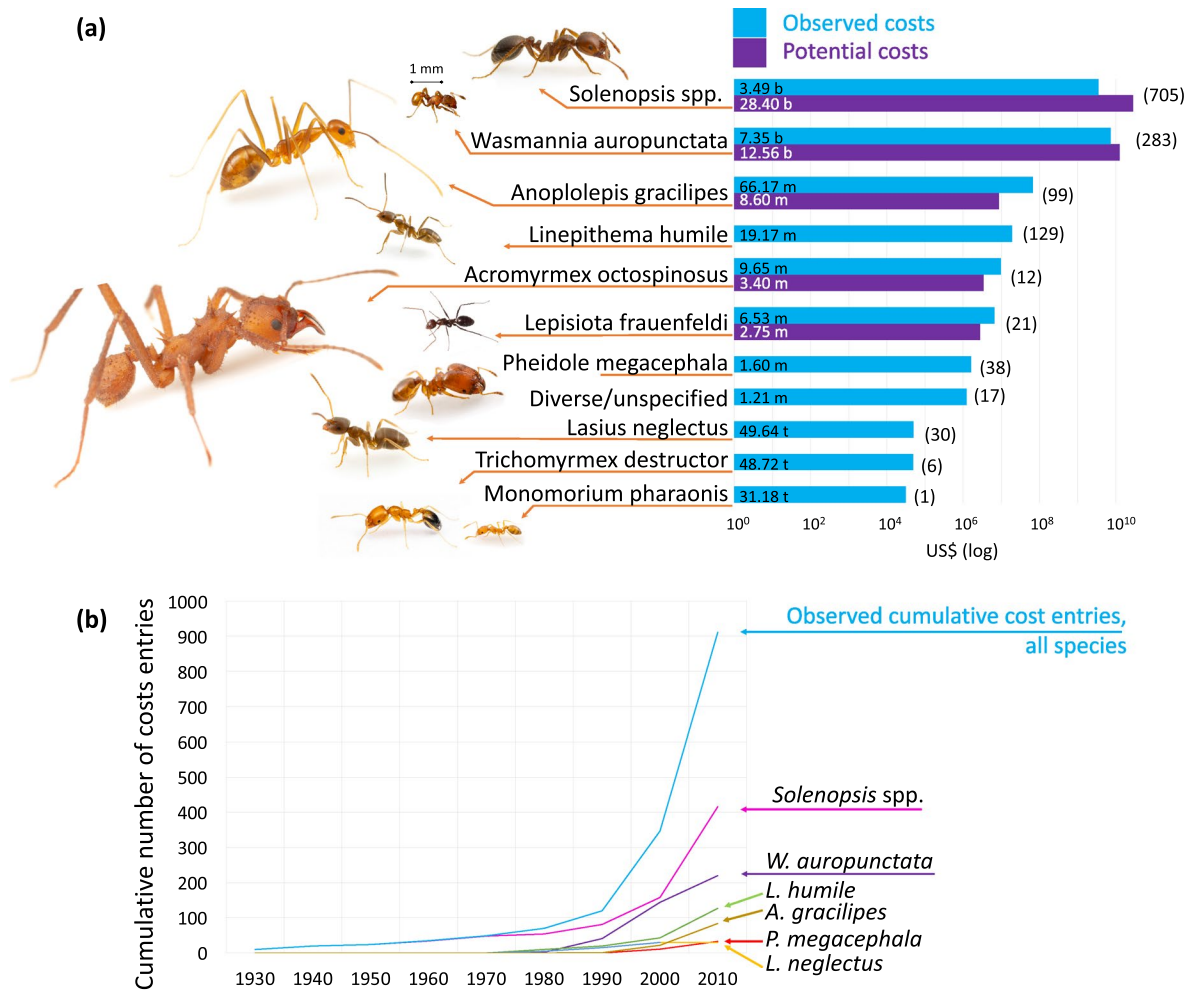 (a)
Observed costs
Potential costs
1 mm
Solenopsis spp.
3.49 b
28.40 b
(705)
Wasmannia auropunctata
7.35 b
12.56 b
(283)
Anoplolepis gracilipes
66.17 m
8.60 m
(99)
Linepithema humile
19.17 m
(129)
Acromyrmex octospinosus
9.65 m
3.40 m
(12)
Lepisiota frauenfeldi
6.53 m
2.75 m
(21)
Pheidole megacephala
1.60 m
(38)
Diverse/unspecified
1.21 m
(17)
Lasius neglectus
49.64 t
(30)
Trichomyrmex destructor
48.72 t
(6)
Monomorium pharaonis
31.18 t
(1)
10⁰ 10² 10⁴ 10⁶ 10⁸ 10¹⁰
US$ (log)
(b)
Cumulative number of costs entries
1000
900
800
700
600
500
400
300
200
100
0
1930 1940 1950 1960 1970 1980 1990 2000 2010
Observed cumulative cost entries,
all species
Solenopsis spp.
W. auropunctata
L. humile
A. gracilipes
P. megacephala
L. neglectus